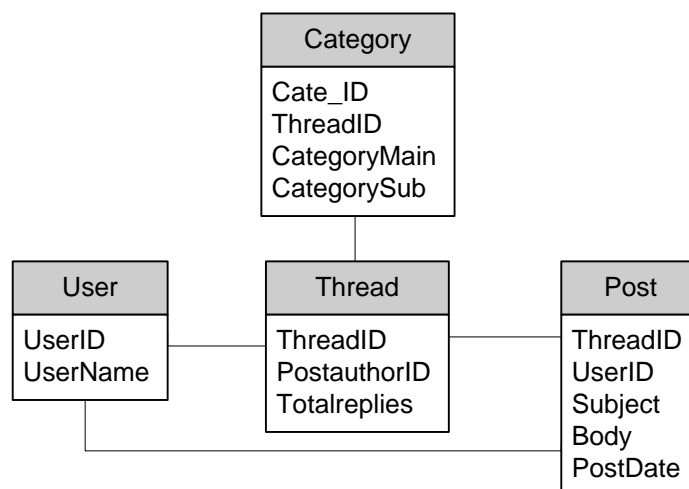 Category
Cate_ID
ThreadID
CategoryMain
CategorySub
User
UserID
UserName
Thread
ThreadID
PostauthorID
Totalreplies
Post
ThreadID
UserID
Subject
Body
PostDate